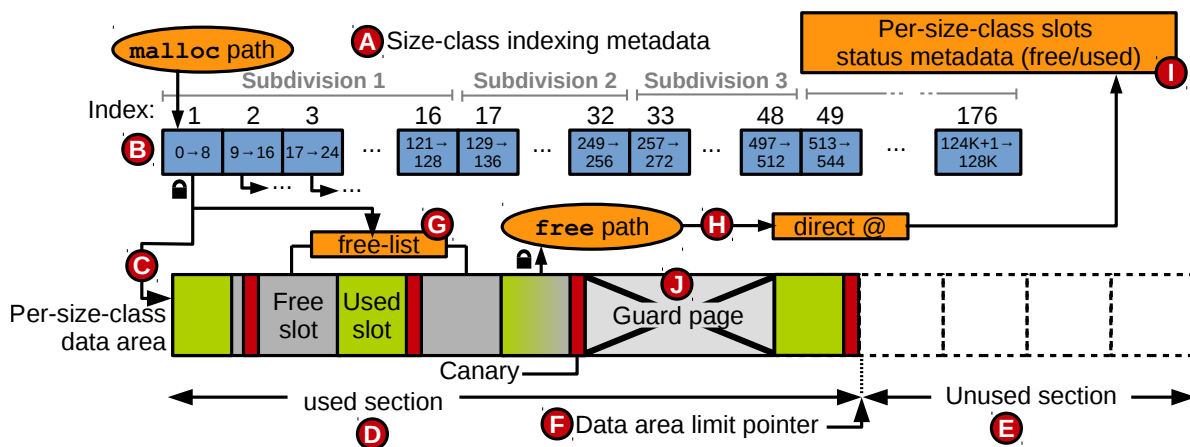 malloc path
A Size-class indexing metadata
Per-size-class slots
status metadata (free/used)
I
Subdivision 1 Subdivision 2 Subdivision 3
Index: 1 2 3 16 17 32 33 48 49 176
B 0→8 9→16 17→24 ... 121→128 129→136 ... 249→256 257→272 ... 497→512 513→544 ... 124K+1→128K
... ...
G
free-list
free path
H
direct @
C
Per-size-class
data area
Free
slot
Used
slot
J
Guard page
Canary
used section
D
F Data area limit pointer
Unused section
E